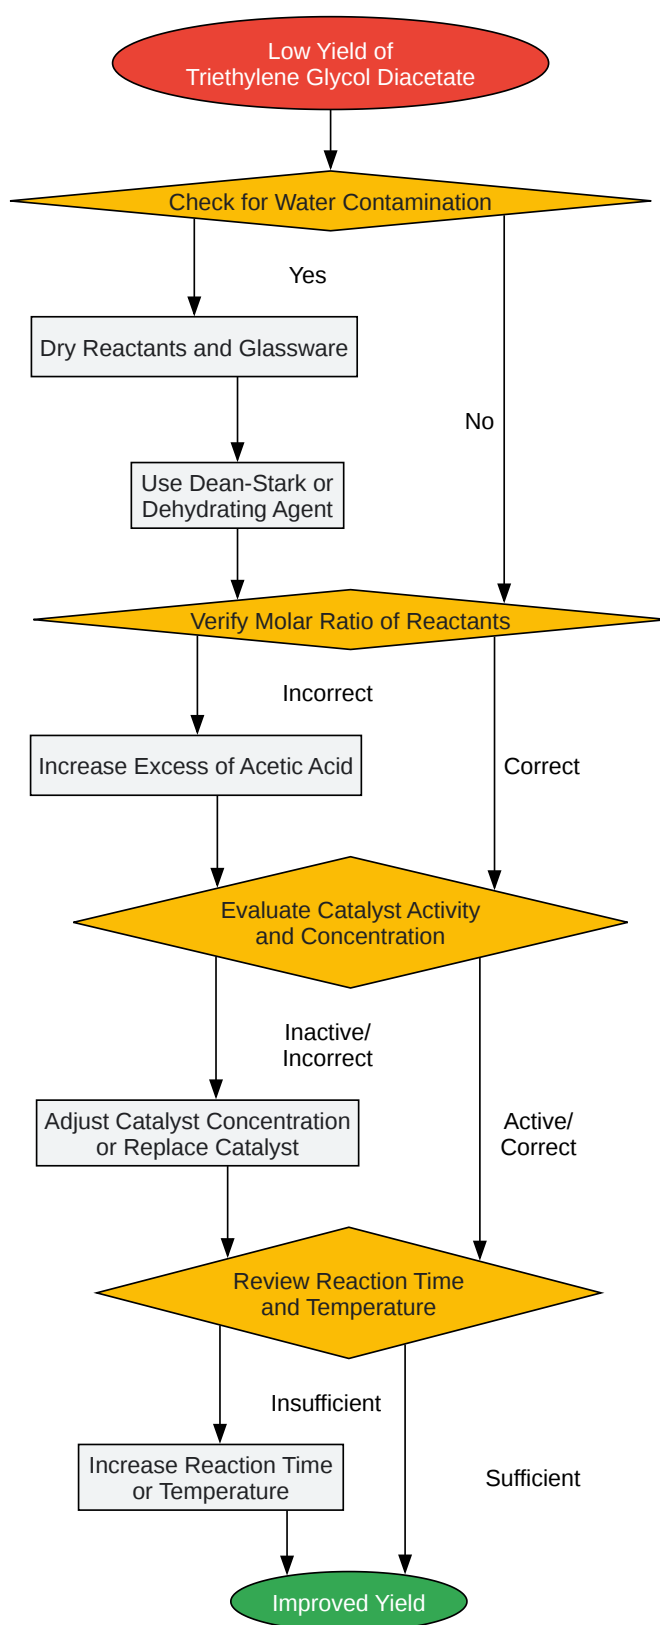 Low Yield of
Triethylene Glycol Diacetate
Check for Water Contamination
Yes
Dry Reactants and Glassware
No
Use Dean-Stark or
Dehydrating Agent
Verify Molar Ratio of Reactants
Incorrect
Increase Excess of Acetic Acid
Correct
Evaluate Catalyst Activity
and Concentration
Inactive/
Incorrect
Adjust Catalyst Concentration
or Replace Catalyst
Active/
Correct
Review Reaction Time
and Temperature
Insufficient
Increase Reaction Time
or Temperature
Sufficient
Improved Yield